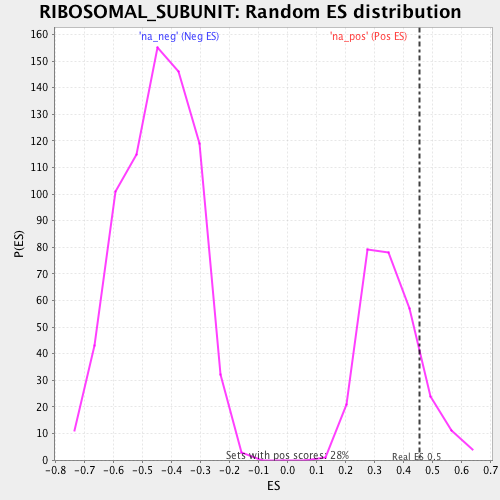 RIBOSOMAL_SUBUNIT: Random ES distribution
'na_neg' (Neg ES)
'na_pos' (Pos ES)
160
150
140
130
120
110
100
90
80
70
60
50
40
30
20
10
0
P(ES)
Sets with pos scores: 28%
Real ES 0.5
-0.8 -0.7 -0.6 -0.5 -0.4 -0.3 -0.2 -0.1 0.0 0.1 0.2 0.3 0.4 0.5 0.6 0.7
ES